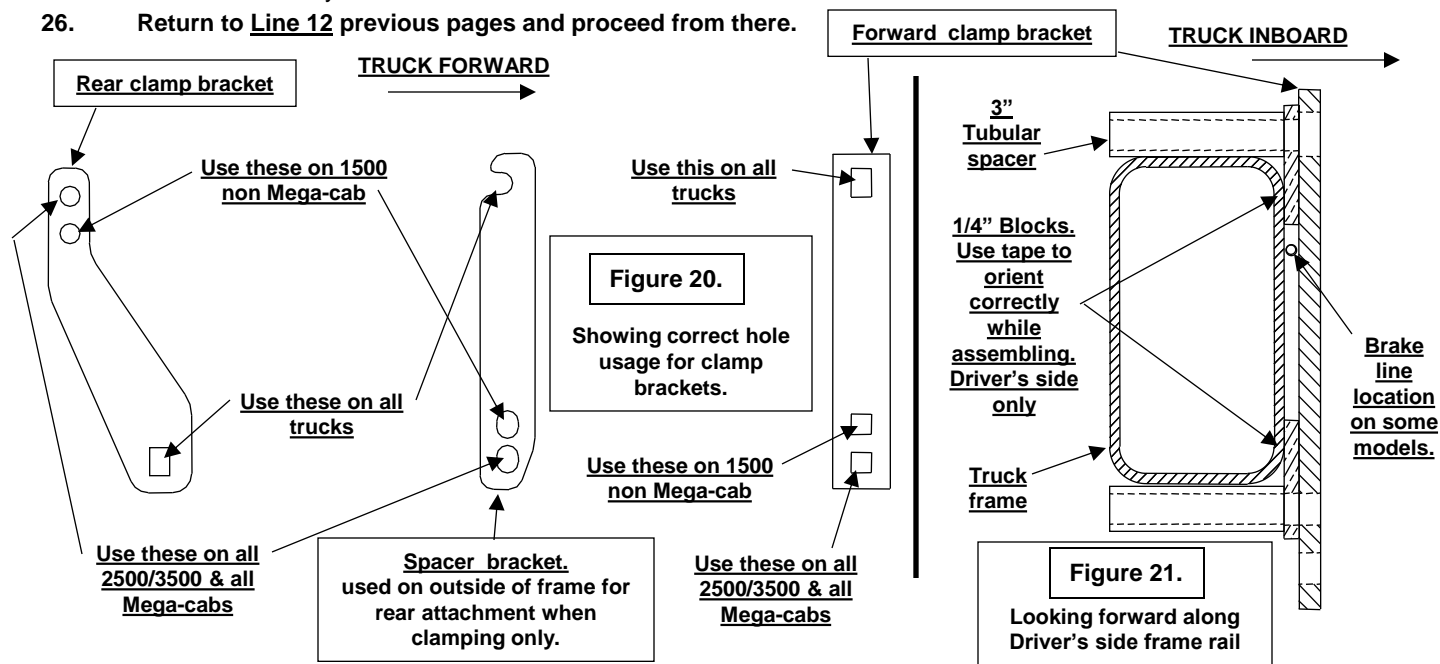 26. Return to Line 12 previous pages and proceed from there.
Forward clamp bracket
TRUCK INBOARD
TRUCK FORWARD
Rear clamp bracket
Use these on 1500
non Mega-cab
Use these on all
trucks
Use these on all
2500/3500 & all
Mega-cabs
Figure 20.
Showing correct hole
usage for clamp
brackets.
Spacer bracket.
used on outside of frame for
rear attachment when
clamping only.
Use this on all
trucks
Use these on 1500
non Mega-cab
Use these on all
2500/3500 & all
Mega-cabs
3”
Tubular
spacer
1/4” Blocks.
Use tape to
orient
correctly
while
assembling.
Driver’s side
only
Truck
frame
Brake
line
location
on some
models.
Figure 21.
Looking forward along
Driver’s side frame rail